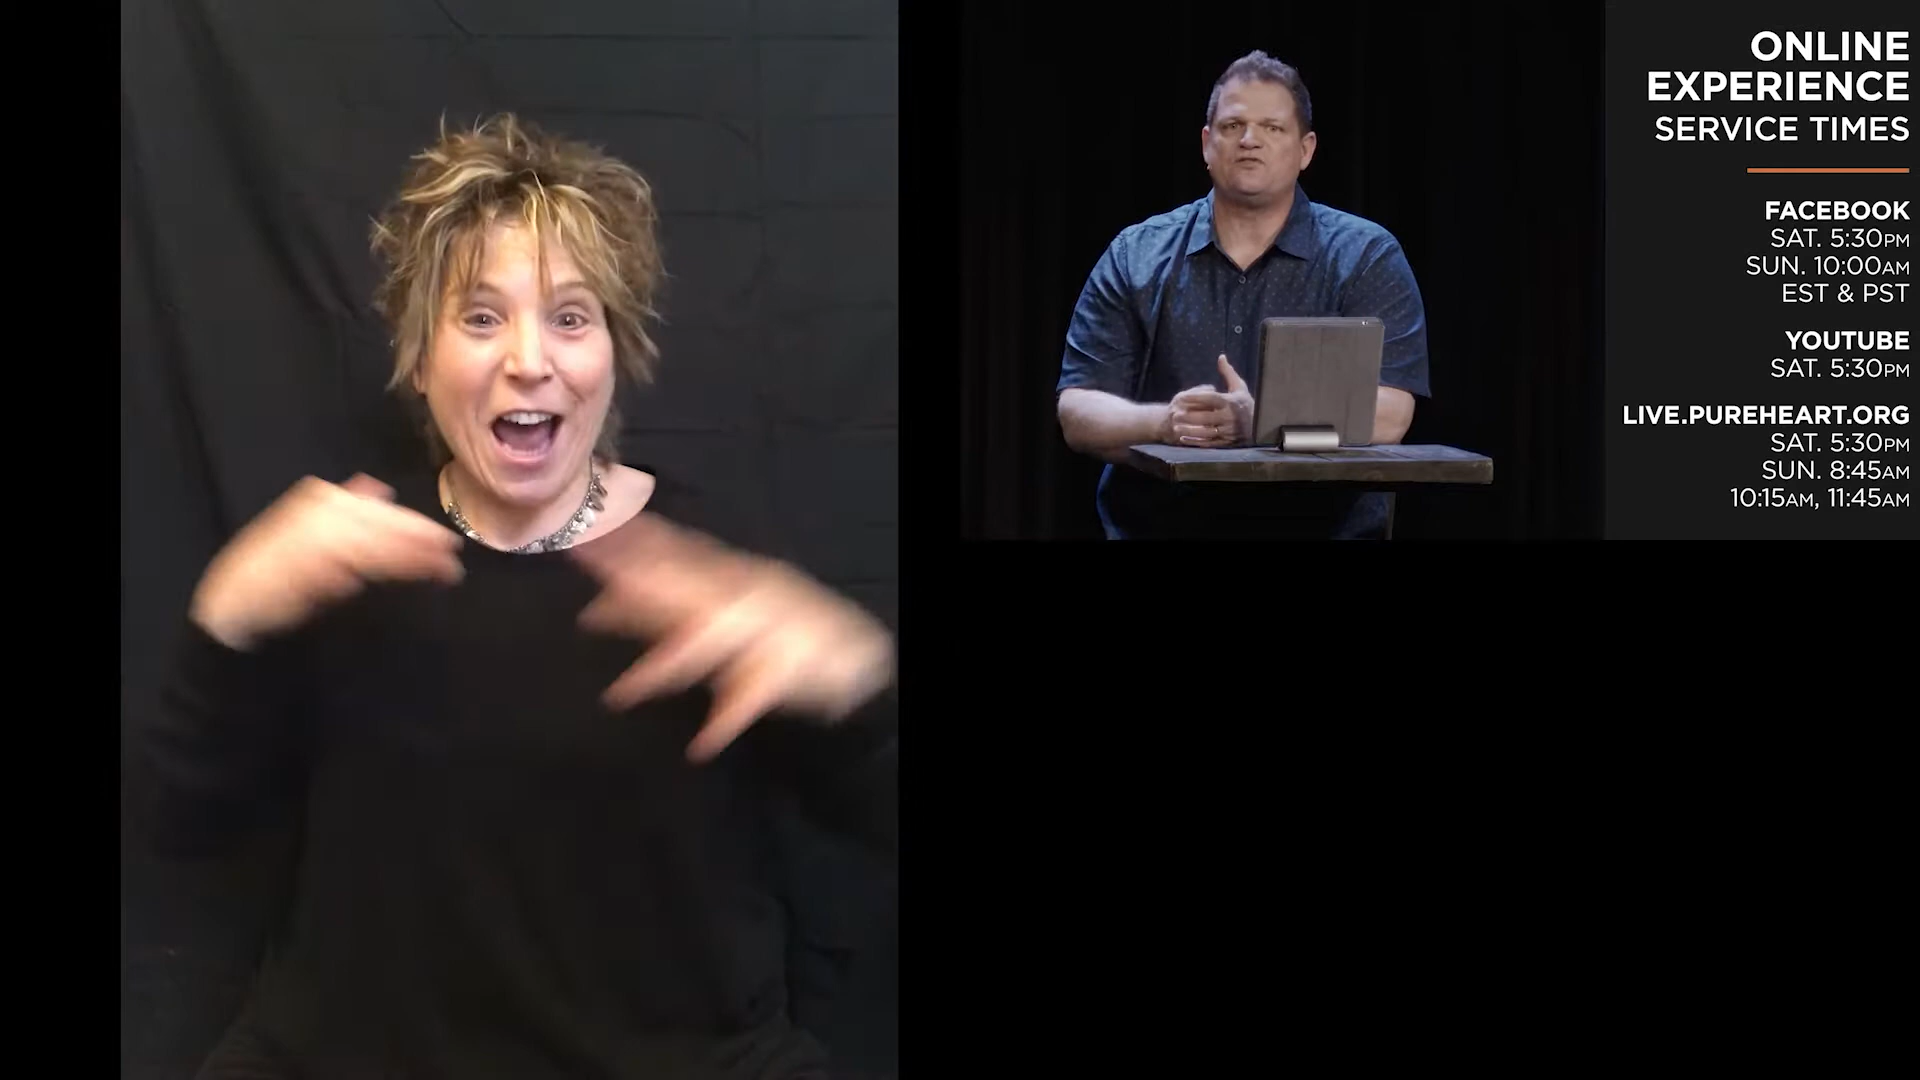 ONLINE
EXPERIENCE
SERVICE TIMES
FACEBOOK
SAT. 5:30PM
SUN. 10:00AM
EST & PST
YOUTUBE
SAT. 5:30PM
LIVE.PUREHEART.ORG
SAT. 5:30PM
SUN. 8:45AM
10:15AM, 11:45AM